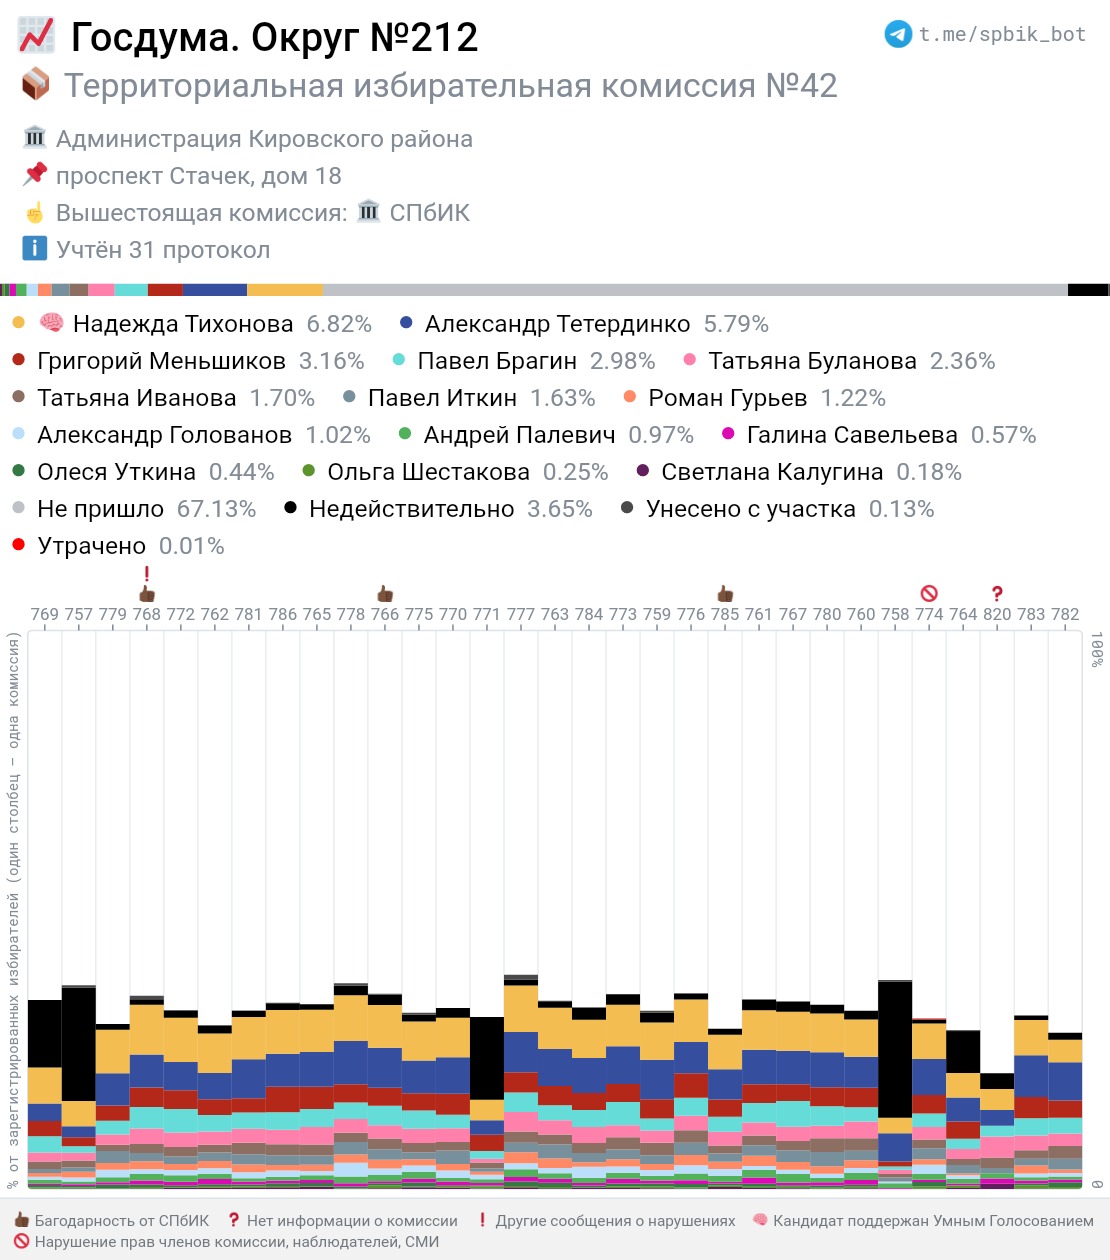 Госдума. Округ №212
t.me/spbik_bot
Территориальная избирательная комиссия №42
Администрация Кировского района
проспект Стачек, дом 18
Вышестоящая комиссия: СПбИК
Учтён 31 протокол
Надежда Тихонова 6.82% Александр Тетердинко 5.79%
Григорий Меньшиков 3.16% Павел Брагин 2.98% Татьяна Буланова 2.36%
Татьяна Иванова 1.70% Павел Иткин 1.63% Роман Гурьев 1.22%
Александр Голованов 1.02% Андрей Палевич 0.97% Галина Савельева 0.57%
Олеся Уткина 0.44% Ольга Шестакова 0.25% Светлана Калугина 0.18%
Не пришло 67.13% Недействительно 3.65% Унесено с участка 0.13%
Утрачено 0.01%
769 757 779 768 772 762 781 786 765 778 766 775 770 771 777 763 784 773 759 776 785 761 767 780 760 758 774 764 820 783 782
% от зарегистрированных избирателей (один столбец – одна комиссия)
100%
0
Багодарность от СПбИК ? Нет информации о комиссии ! Другие сообщения о нарушениях Кандидат поддержан Умным Голосованием
Нарушение прав членов комиссии, наблюдателей, СМИ